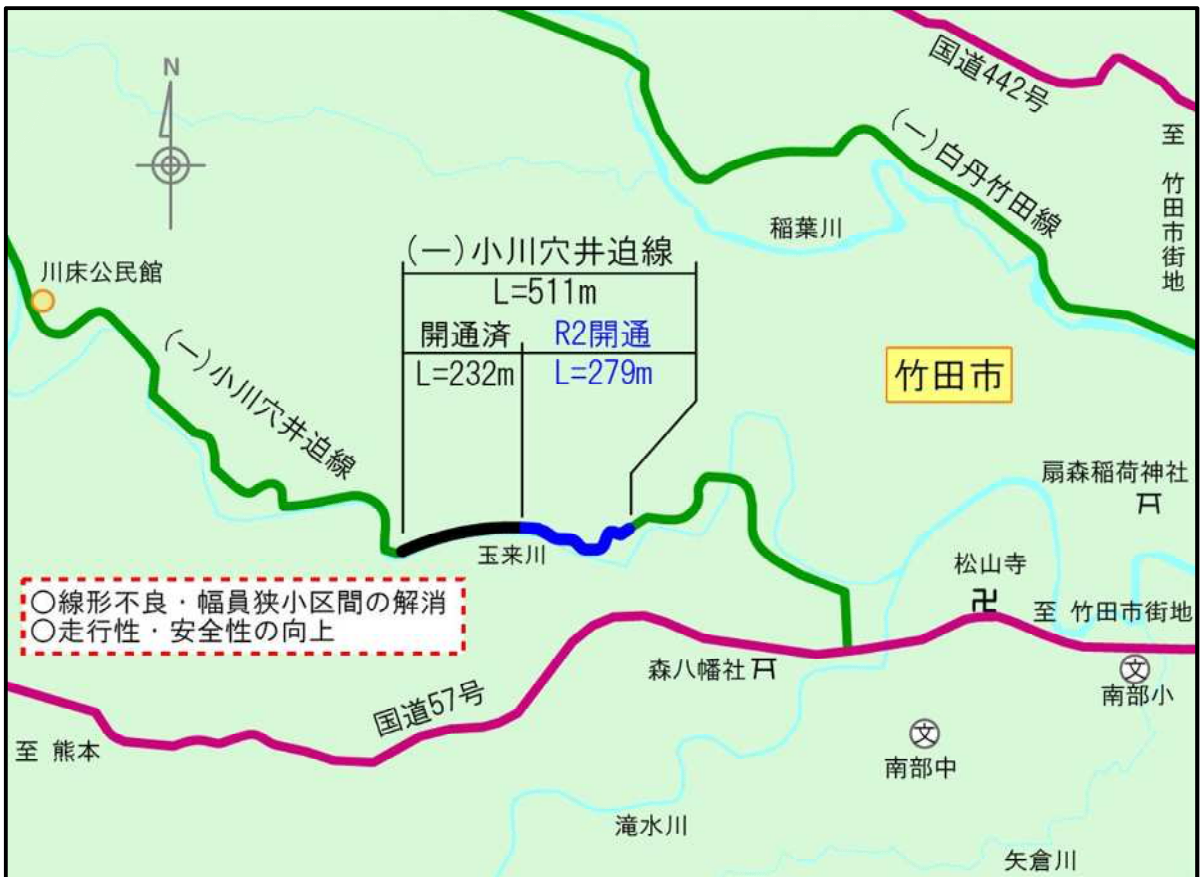 国道442号
N
(一)白丹竹田線
至 竹田市街地
稲葉川
(一)小川穴井迫線
L=511m
川床公民館
開通済
R2開通
L=232m
L=279m
(一)小川穴井迫線
竹田市
扇森稲荷神社
玉来川
松山寺
卍
○線形不良・幅員狭小区間の解消
○走行性・安全性の向上
至 竹田市街地
森八幡社
文
南部小
国道57号
至 熊本
文
南部中
滝水川
矢倉川